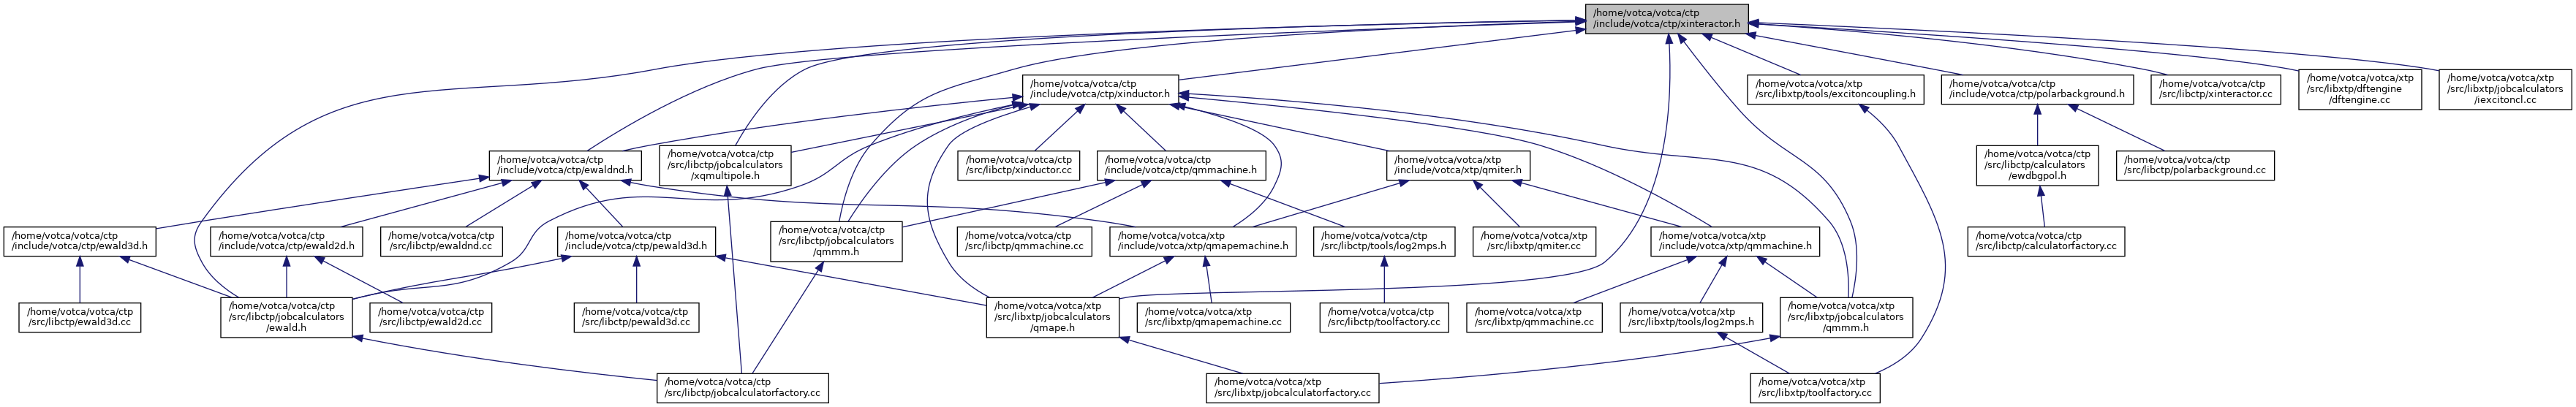 /home/votca/votca/ctp
/include/votca/ctp/xinteractor.h
/home/votca/votca/ctp
/include/votca/ctp/xinductor.h
/home/votca/votca/xtp
/src/libxtp/tools/excitoncoupling.h
/home/votca/votca/ctp
/include/votca/ctp/polarbackground.h
/home/votca/votca/ctp
/src/libctp/xinteractor.cc
/home/votca/votca/xtp
/src/libxtp/dftengine
/dftengine.cc
/home/votca/votca/xtp
/src/libxtp/jobcalculators
/iexcitoncl.cc
/home/votca/votca/ctp
/include/votca/ctp/ewaldnd.h
/home/votca/votca/ctp
/src/libctp/jobcalculators
/xqmultipole.h
/home/votca/votca/ctp
/src/libctp/xinductor.cc
/home/votca/votca/ctp
/include/votca/ctp/qmmachine.h
/home/votca/votca/xtp
/include/votca/xtp/qmiter.h
/home/votca/votca/ctp
/src/libctp/calculators
/ewdbgpol.h
/home/votca/votca/ctp
/src/libctp/polarbackground.cc
/home/votca/votca/ctp
/include/votca/ctp/ewald3d.h
/home/votca/votca/ctp
/include/votca/ctp/ewald2d.h
/home/votca/votca/ctp
/src/libctp/ewaldnd.cc
/home/votca/votca/ctp
/include/votca/ctp/pewald3d.h
/home/votca/votca/ctp
/src/libctp/jobcalculators
/qmmm.h
/home/votca/votca/ctp
/src/libctp/qmmachine.cc
/home/votca/votca/xtp
/include/votca/xtp/qmapemachine.h
/home/votca/votca/ctp
/src/libctp/tools/log2mps.h
/home/votca/votca/xtp
/src/libxtp/qmiter.cc
/home/votca/votca/xtp
/include/votca/xtp/qmmachine.h
/home/votca/votca/ctp
/src/libctp/calculatorfactory.cc
/home/votca/votca/ctp
/src/libctp/ewald3d.cc
/home/votca/votca/ctp
/src/libctp/jobcalculators
/ewald.h
/home/votca/votca/ctp
/src/libctp/ewald2d.cc
/home/votca/votca/ctp
/src/libctp/pewald3d.cc
/home/votca/votca/xtp
/src/libxtp/jobcalculators
/qmape.h
/home/votca/votca/xtp
/src/libxtp/qmapemachine.cc
/home/votca/votca/ctp
/src/libctp/toolfactory.cc
/home/votca/votca/xtp
/src/libxtp/qmmachine.cc
/home/votca/votca/xtp
/src/libxtp/tools/log2mps.h
/home/votca/votca/xtp
/src/libxtp/jobcalculators
/qmmm.h
/home/votca/votca/ctp
/src/libctp/jobcalculatorfactory.cc
/home/votca/votca/xtp
/src/libxtp/jobcalculatorfactory.cc
/home/votca/votca/xtp
/src/libxtp/toolfactory.cc